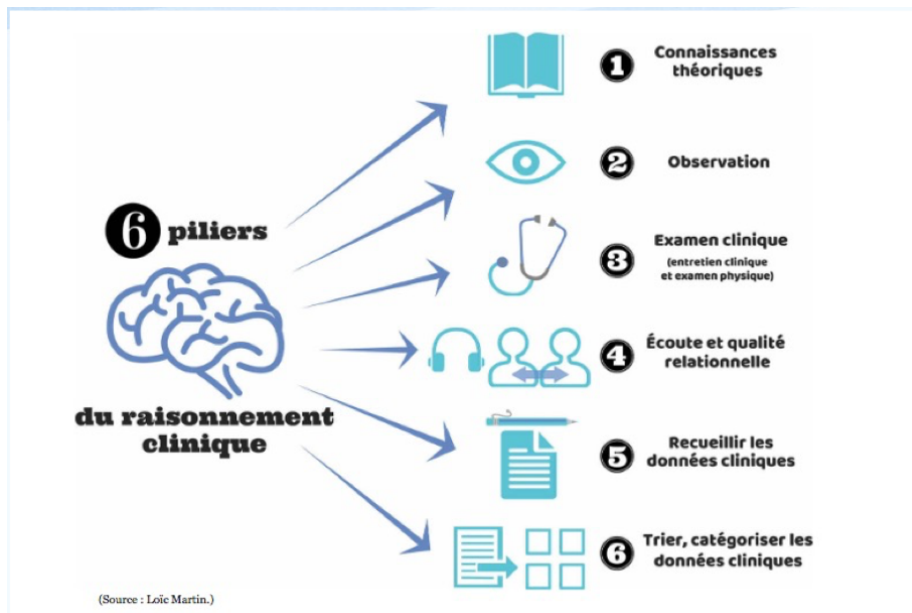 6 piliers
du raisonnement
clinique
1 Connaissances
théoriques
2 Observation
3 Examen clinique
(entretien clinique
et examen physique)
4 Écoute et qualité
relationnelle
5 Recueillir les
données cliniques
6 Trier, catégoriser les
données cliniques
(Source : Loïc Martin.)